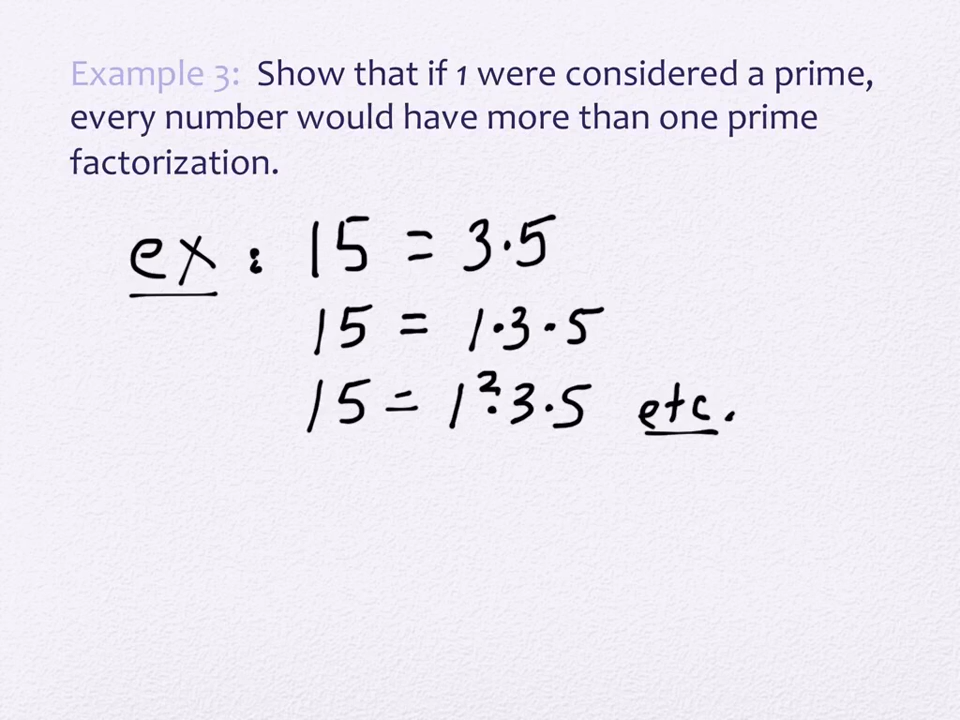 Example 3: Show that if 1 were considered a prime,
every number would have more than one prime
factorization.
ex: 15 = 3·5
15 = 1·3·5
15 = 1²·3·5 etc.